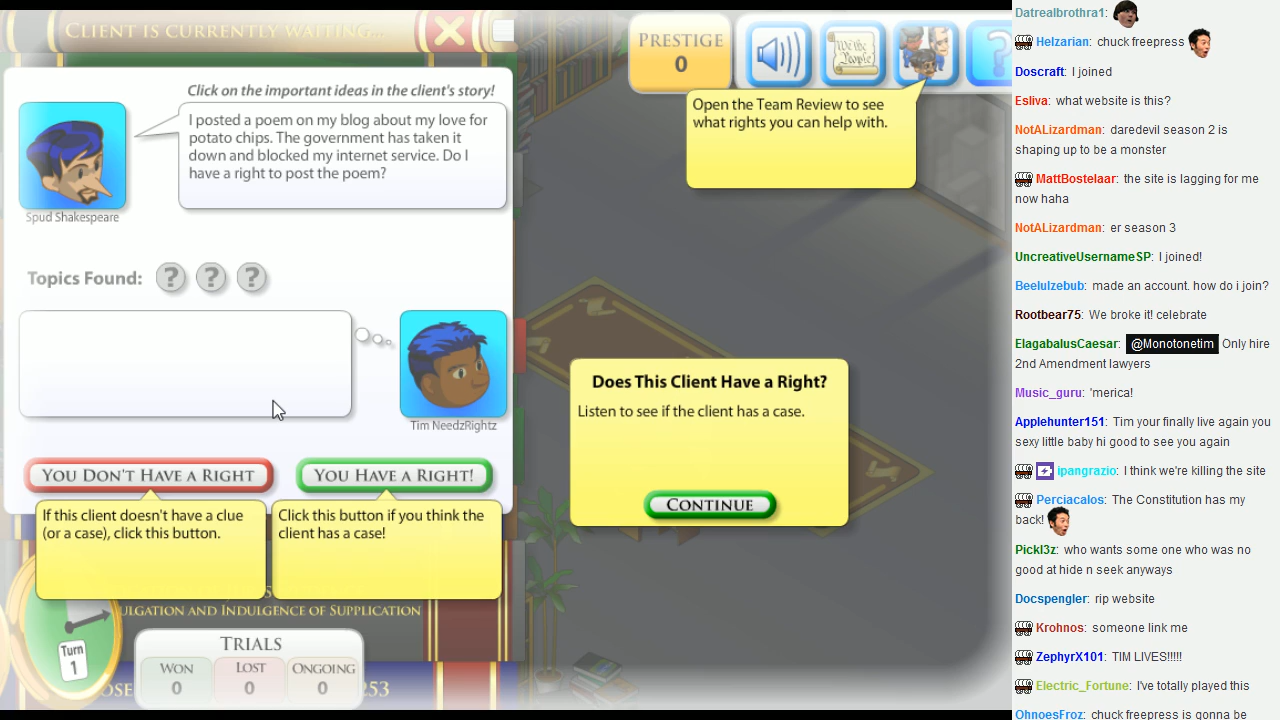 Client is currently waiting...
Click on the important ideas in the client's story!
I posted a poem on my blog about my love for
potato chips. The government has taken it
down and blocked my internet service. Do I
have a right to post the poem?
Spud Shakespeare
Topics Found: ? ? ?
Tim NeedzRightz
You Don't Have a Right
You Have a Right!
If this client doesn't have a clue
(or a case), click this button.
Click this button if you think the
client has a case!
ulgation and Indulgence of Supplication
Turn
1
Trials
Won
0
Lost
0
Ongoing
0
253
Prestige
0
We the
People
?
Open the Team Review to see
what rights you can help with.
Does This Client Have a Right?
Listen to see if the client has a case.
Continue
Datrealbrothra1:
Helzarian: chuck freepress
Doscraft: I joined
Esliva: what website is this?
NotALizardman: daredevil season 2 is
shaping up to be a monster
MattBostelaar: the site is lagging for me
now haha
NotALizardman: er season 3
UncreativeUsernameSP: I joined!
Beelulzebub: made an account. how do i join?
Rootbear75: We broke it! celebrate
ElagabalusCaesar: @Monotonetim Only hire
2nd Amendment lawyers
Music_guru: 'merica!
Applehunter151: Tim your finally live again you
sexy little baby hi good to see you again
ipangrazio: I think we're killing the site
Perciacalos: The Constitution has my
back!
Pickl3z: who wants some one who was no
good at hide n seek anyways
Docspengler: rip website
Krohnos: someone link me
ZephyrX101: TIM LIVES!!!!!
Electric_Fortune: I've totally played this
OhnoesFroz: chuck freepress is gonna be